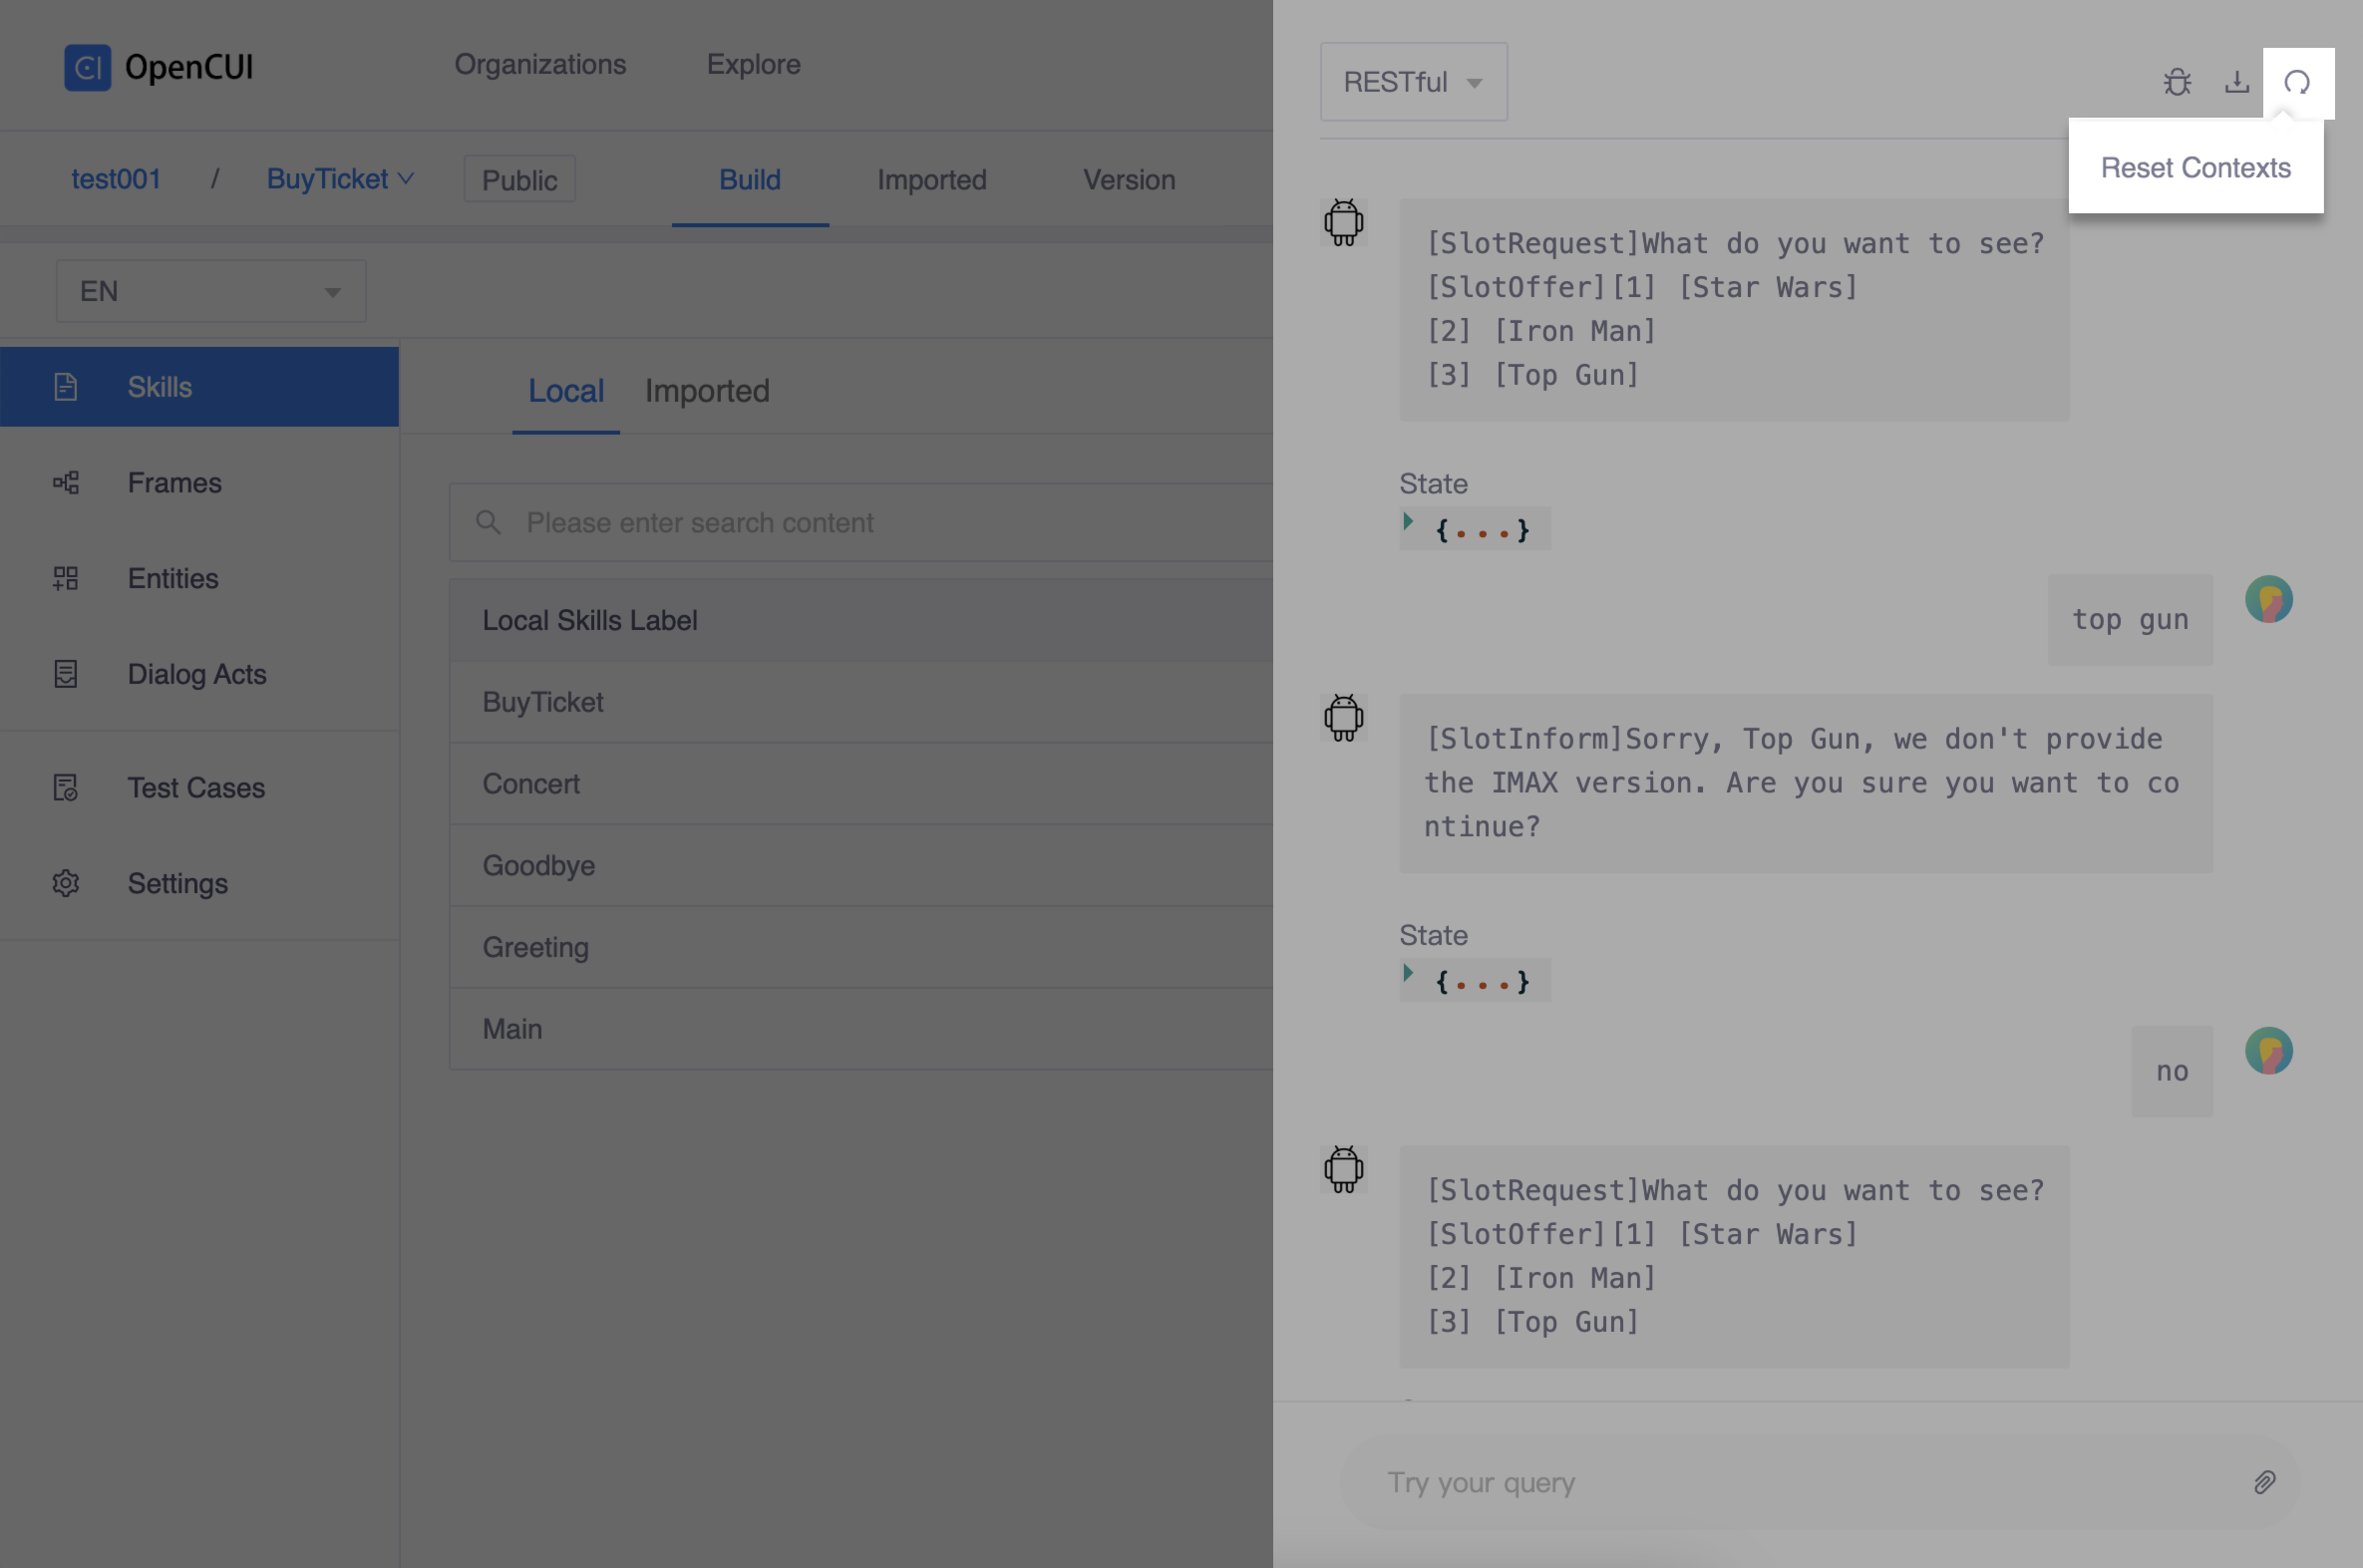 OpenCUI
Organizations
Explore
test001 / BuyTicket
Public
Build
Imported
Version
EN
Skills
Frames
Entities
Dialog Acts
Test Cases
Settings
Local
Imported
Please enter search content
Local Skills Label
BuyTicket
Concert
Goodbye
Greeting
Main
RESTful
Reset Contexts
[SlotRequest]What do you want to see?
[SlotOffer][1] [Star Wars]
[2] [Iron Man]
[3] [Top Gun]
State
{...}
top gun
[SlotInform]Sorry, Top Gun, we don't provide
the IMAX version. Are you sure you want to co
ntinue?
State
{...}
no
[SlotRequest]What do you want to see?
[SlotOffer][1] [Star Wars]
[2] [Iron Man]
[3] [Top Gun]
Try your query